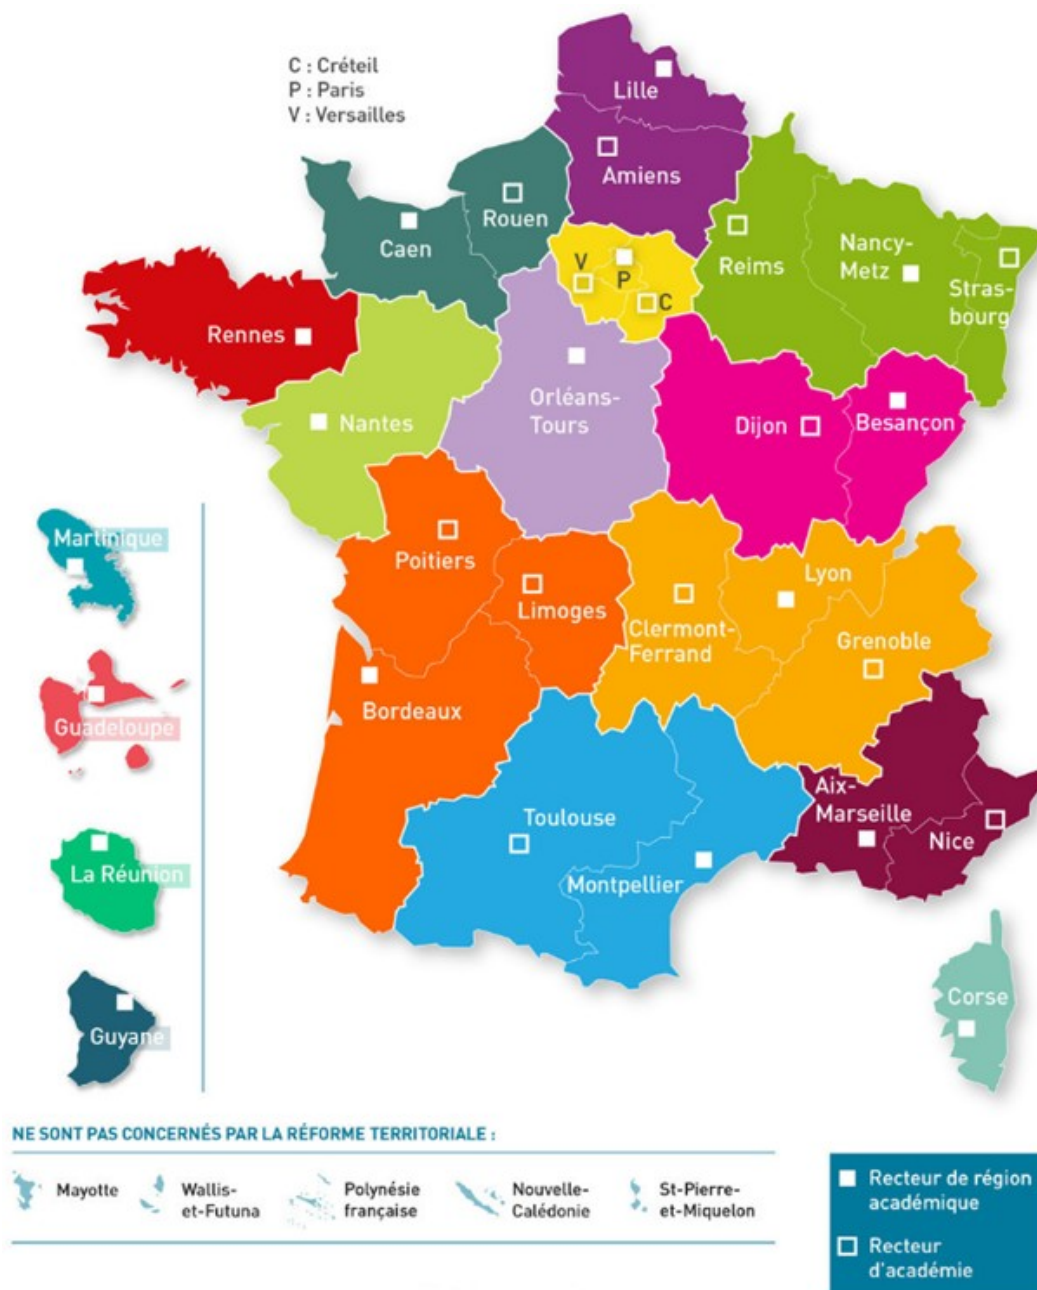 C : Créteil
P : Paris
V : Versailles
Lille
Amiens
Rouen
Caen
Reims
Nancy-
Metz
Stras-
bourg
V
P
C
Rennes
Nantes
Orléans-
Tours
Dijon
Besançon
Poitiers
Limoges
Clermont-
Ferrand
Lyon
Grenoble
Bordeaux
Toulouse
Montpellier
Aix-
Marseille
Nice
Corse
Martinique
Guadeloupe
La Réunion
Guyane
NE SONT PAS CONCERNÉS PAR LA RÉFORME TERRITORIALE :
Mayotte
Wallis-
et-Futuna
Polynésie
française
Nouvelle-
Calédonie
St-Pierre-
et-Miquelon
Recteur de région
académique
Recteur
d'académie